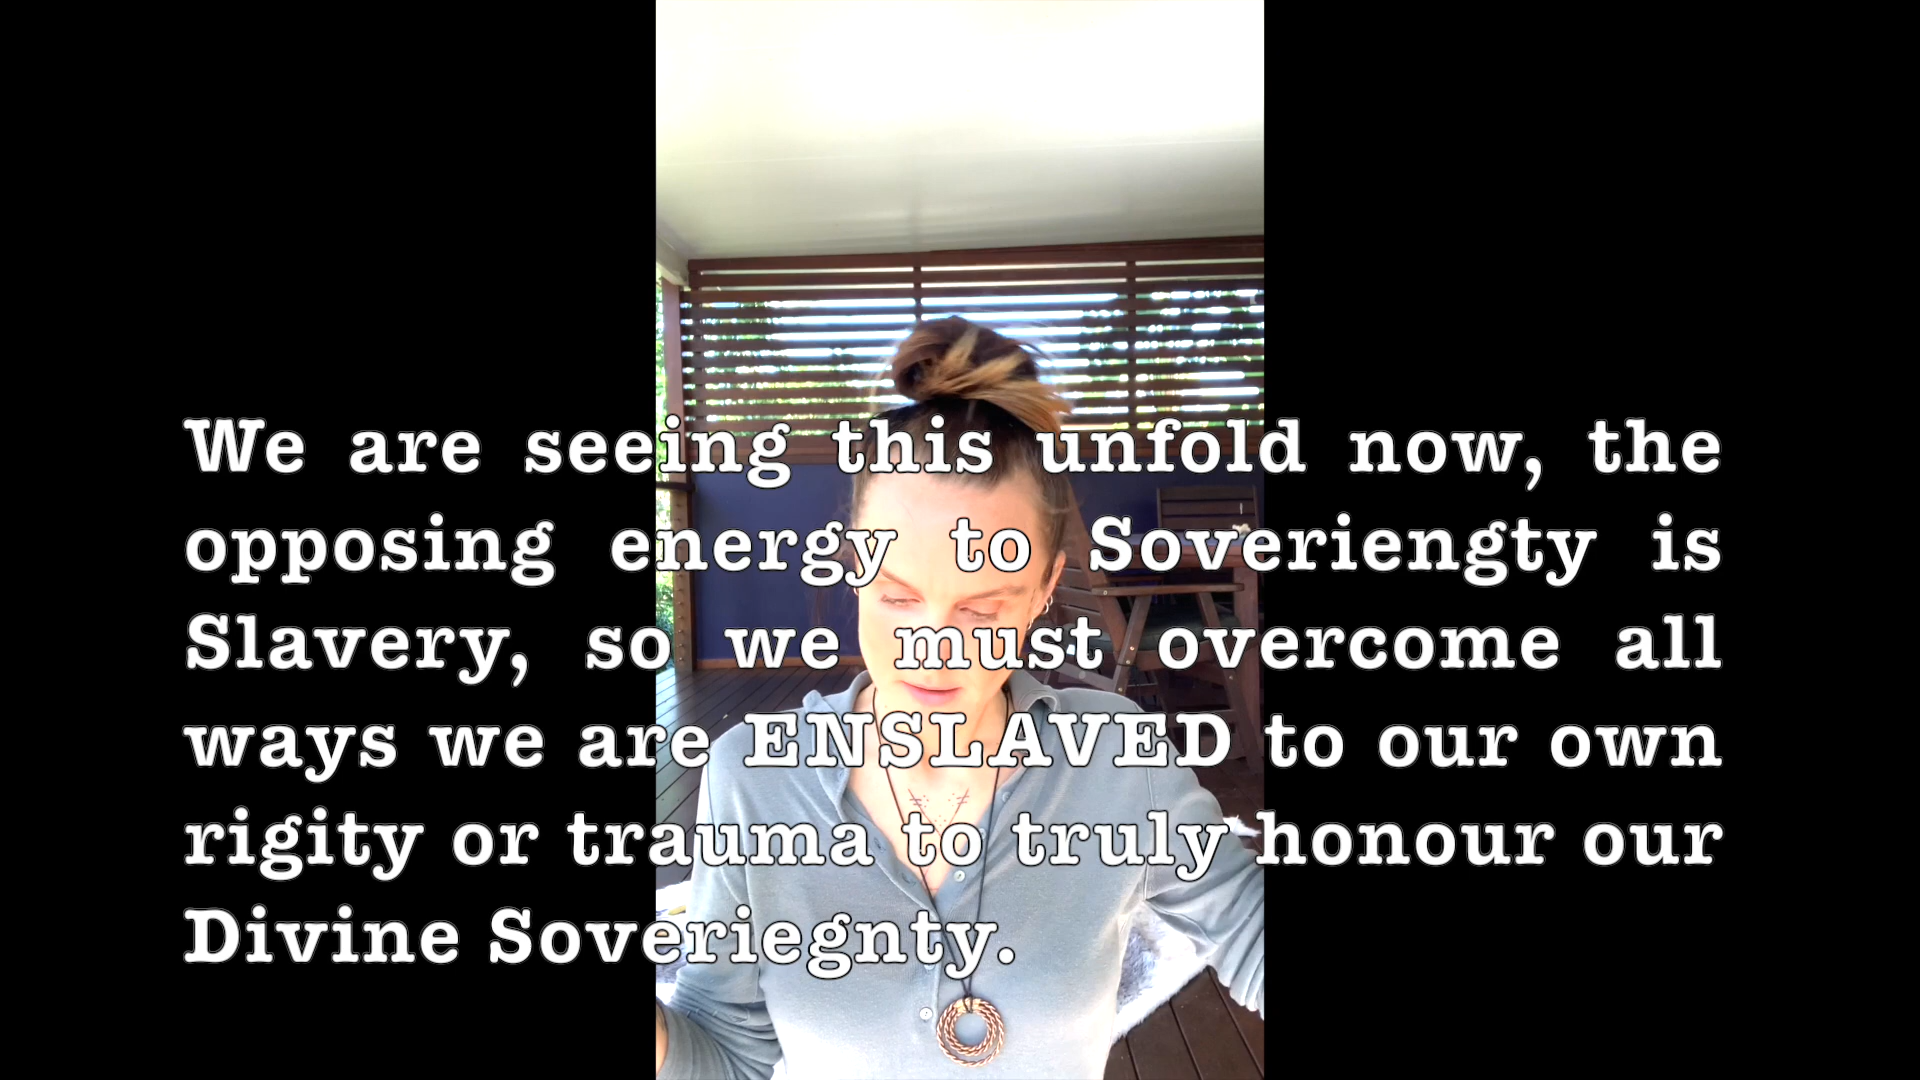 We are seeing this unfold now, the
opposing energy to Soveriengty is
Slavery, so we must overcome all
ways we are ENSLAVED to our own
rigity or trauma to truly honour our
Divine Soveriegnty.